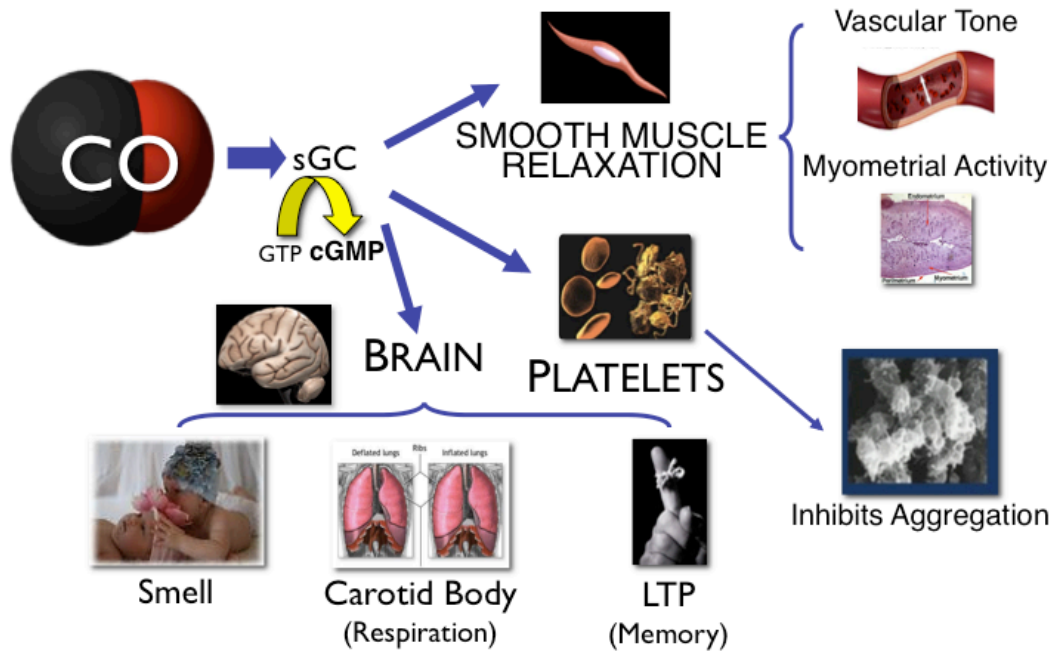 CO
sGC
GTP cGMP
SMOOTH MUSCLE
RELAXATION
Vascular Tone
Myometrial Activity
Endometrium
Perimetrium
Myometrium
BRAIN
PLATELETS
Inhibits Aggregation
Deflated lungs
Ribs
Inflated lungs
Smell
Carotid Body
(Respiration)
LTP
(Memory)